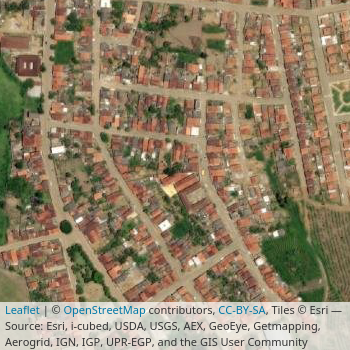 Leaflet | © OpenStreetMap contributors, CC-BY-SA, Tiles © Esri —
Source: Esri, i-cubed, USDA, USGS, AEX, GeoEye, Getmapping,
Aerogrid, IGN, IGP, UPR-EGP, and the GIS User Community